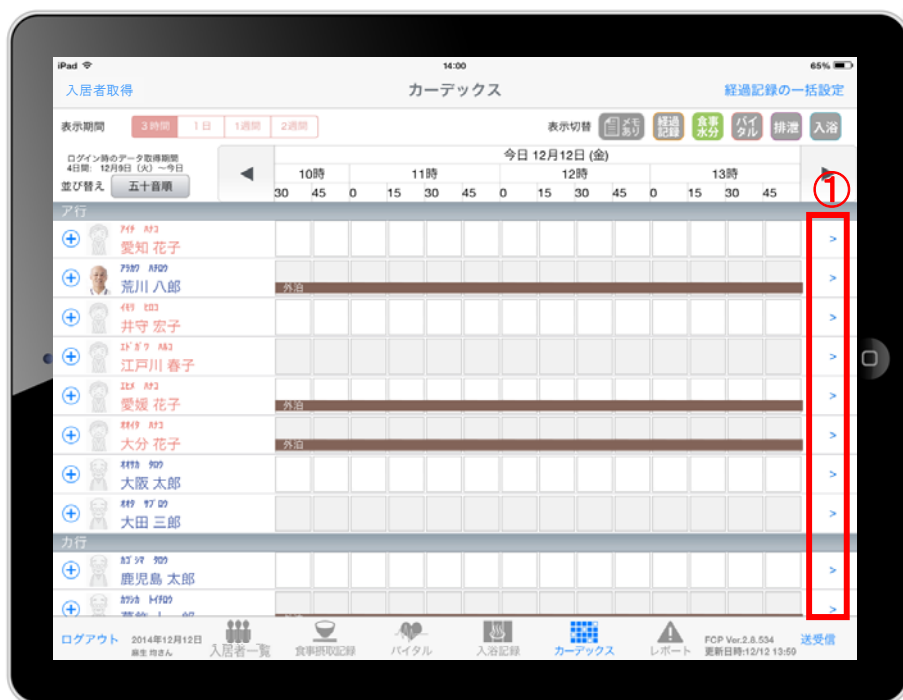 iPad 14:00 65%
入居者取得 カーデックス 経過記録の一括設定
表示期間 3時間 1日 1週間 2週間 表示切替 メモあり 経過記録 食事水分 バイタル 排泄 入浴
ログイン時のデータ取得期間
4日間: 12月9日(火)～今日
今日 12月12日(金)
並び替え 五十音順
◀ 10時 11時 12時 13時 ▶
30 45 0 15 30 45 0 15 30 45 0 15 30 45
①
ア行
アイチ ハナコ
愛知 花子 >
アラカワ ハチロウ
荒川 八郎 外泊 >
イモリ ヒロコ
井守 宏子 >
エドガワ ハルコ
江戸川 春子 >
エヒメ ハナコ
愛媛 花子 外泊 >
オオイタ ハナコ
大分 花子 外泊 >
オオサカ タロウ
大阪 太郎 >
オオタ サブロウ
大田 三郎 >
カ行
カゴシマ タロウ
鹿児島 太郎 >
ログアウト 2014年12月12日
麻生 均さん
入居者一覧 食事摂取記録 バイタル 入浴記録 カーデックス レポート
FCP Ver.2.8.534
更新日時:12/12 13:59
送受信